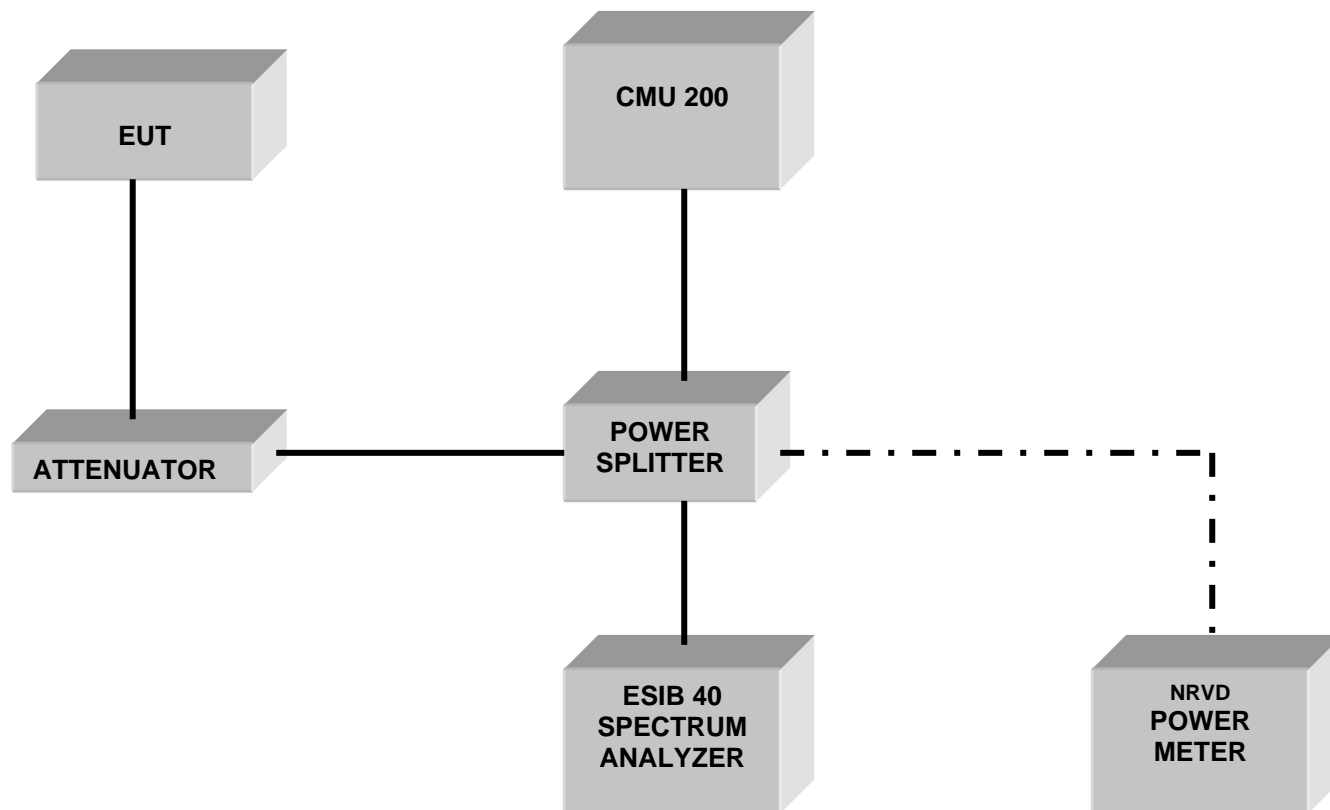 EUT
CMU 200
ATTENUATOR
POWER
SPLITTER
ESIB 40
SPECTRUM
ANALYZER
NRVD
POWER
METER